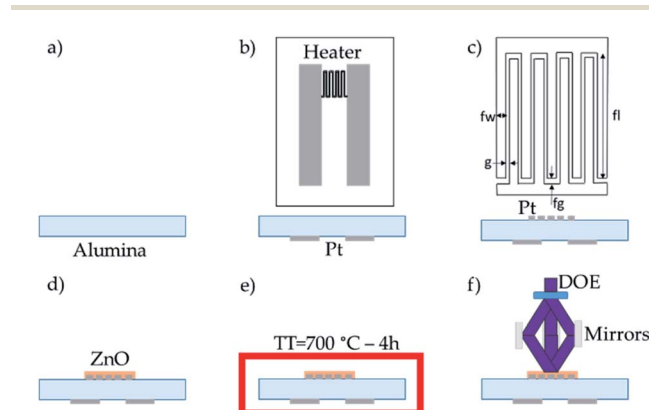 a)
b)
c)
Heater
fw
fl
g
fg
Alumina
Pt
Pt
d)
e)
f)
DOE
ZnO
TT=700 °C – 4h
Mirrors